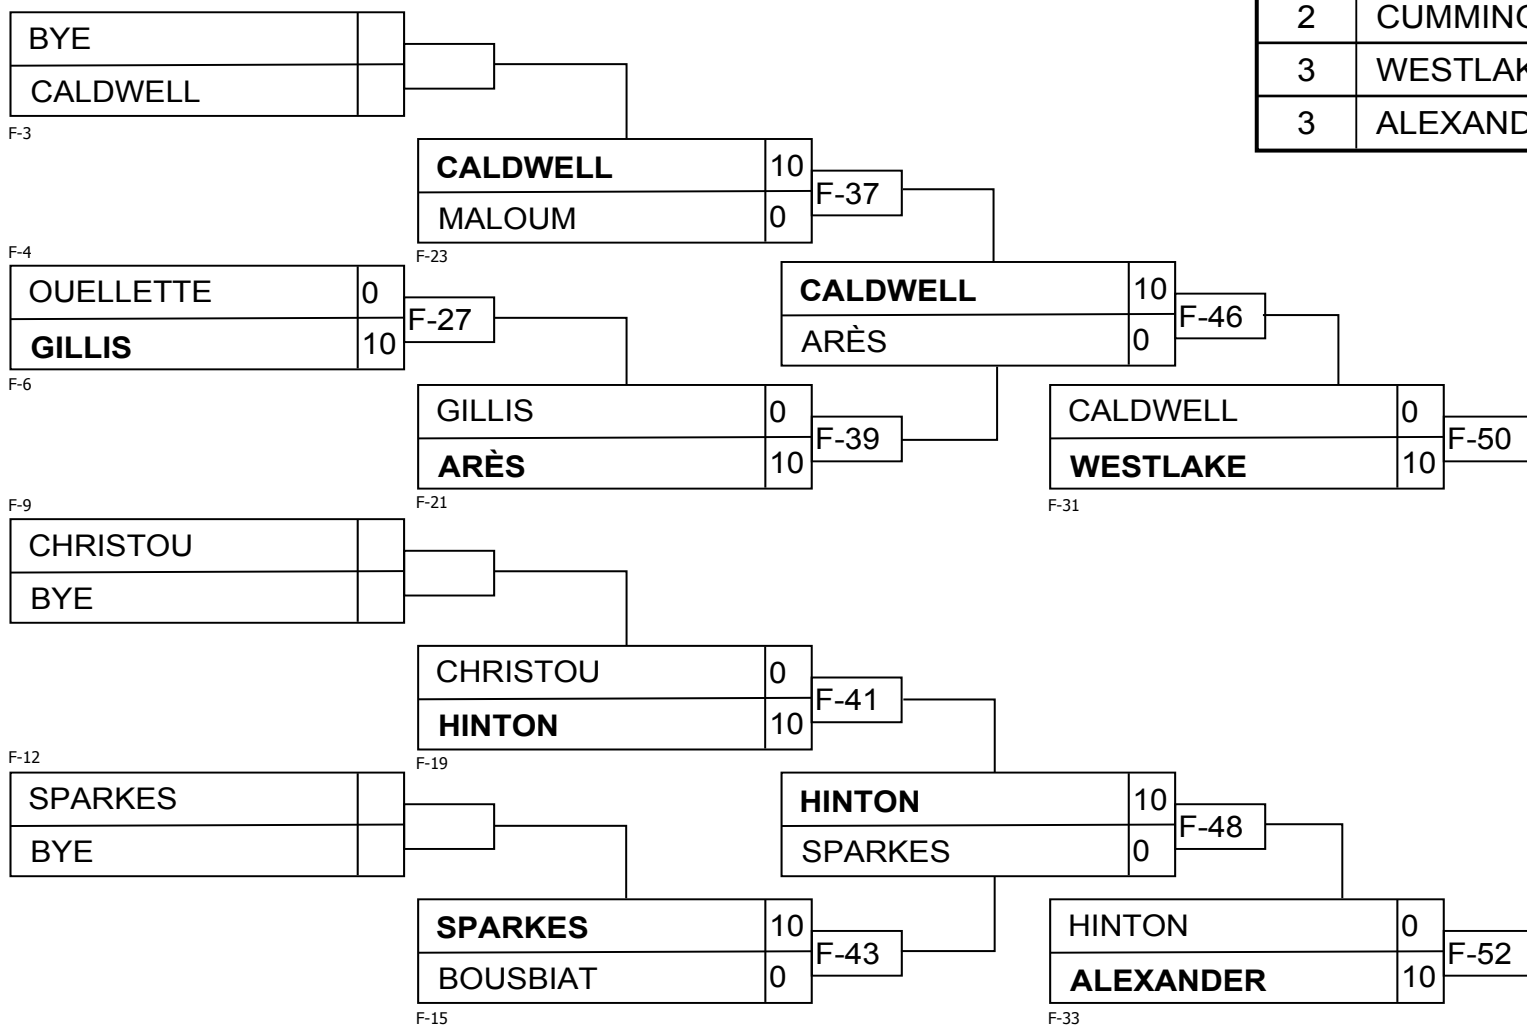 BYE
CALDWELL
F-3
2
3
3
CALDWELL 10
MALOUM 0
F-37
F-23
F-4
OUELLETTE 0
GILLIS 10
F-27
F-6
CALDWELL 10
ARÈS 0
F-46
GILLIS 0
ARÈS 10
F-39
F-21
CALDWELL 0
WESTLAKE 10
F-50
F-31
F-9
CHRISTOU
BYE
CHRISTOU 0
HINTON 10
F-41
F-19
F-12
SPARKES
BYE
HINTON 10
SPARKES 0
F-48
SPARKES 10
BOUSBIAT 0
F-43
F-15
HINTON 0
ALEXANDER 10
F-52
F-33